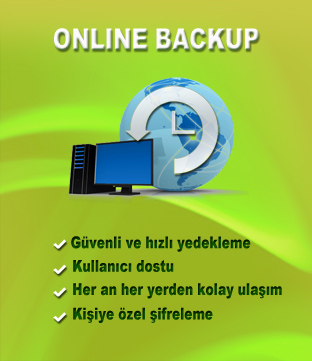 ONLINE BACKUP
Güvenli ve hızlı yedekleme
Kullanıcı dostu
Her an her yerden kolay ulaşım
Kişiye özel şifreleme